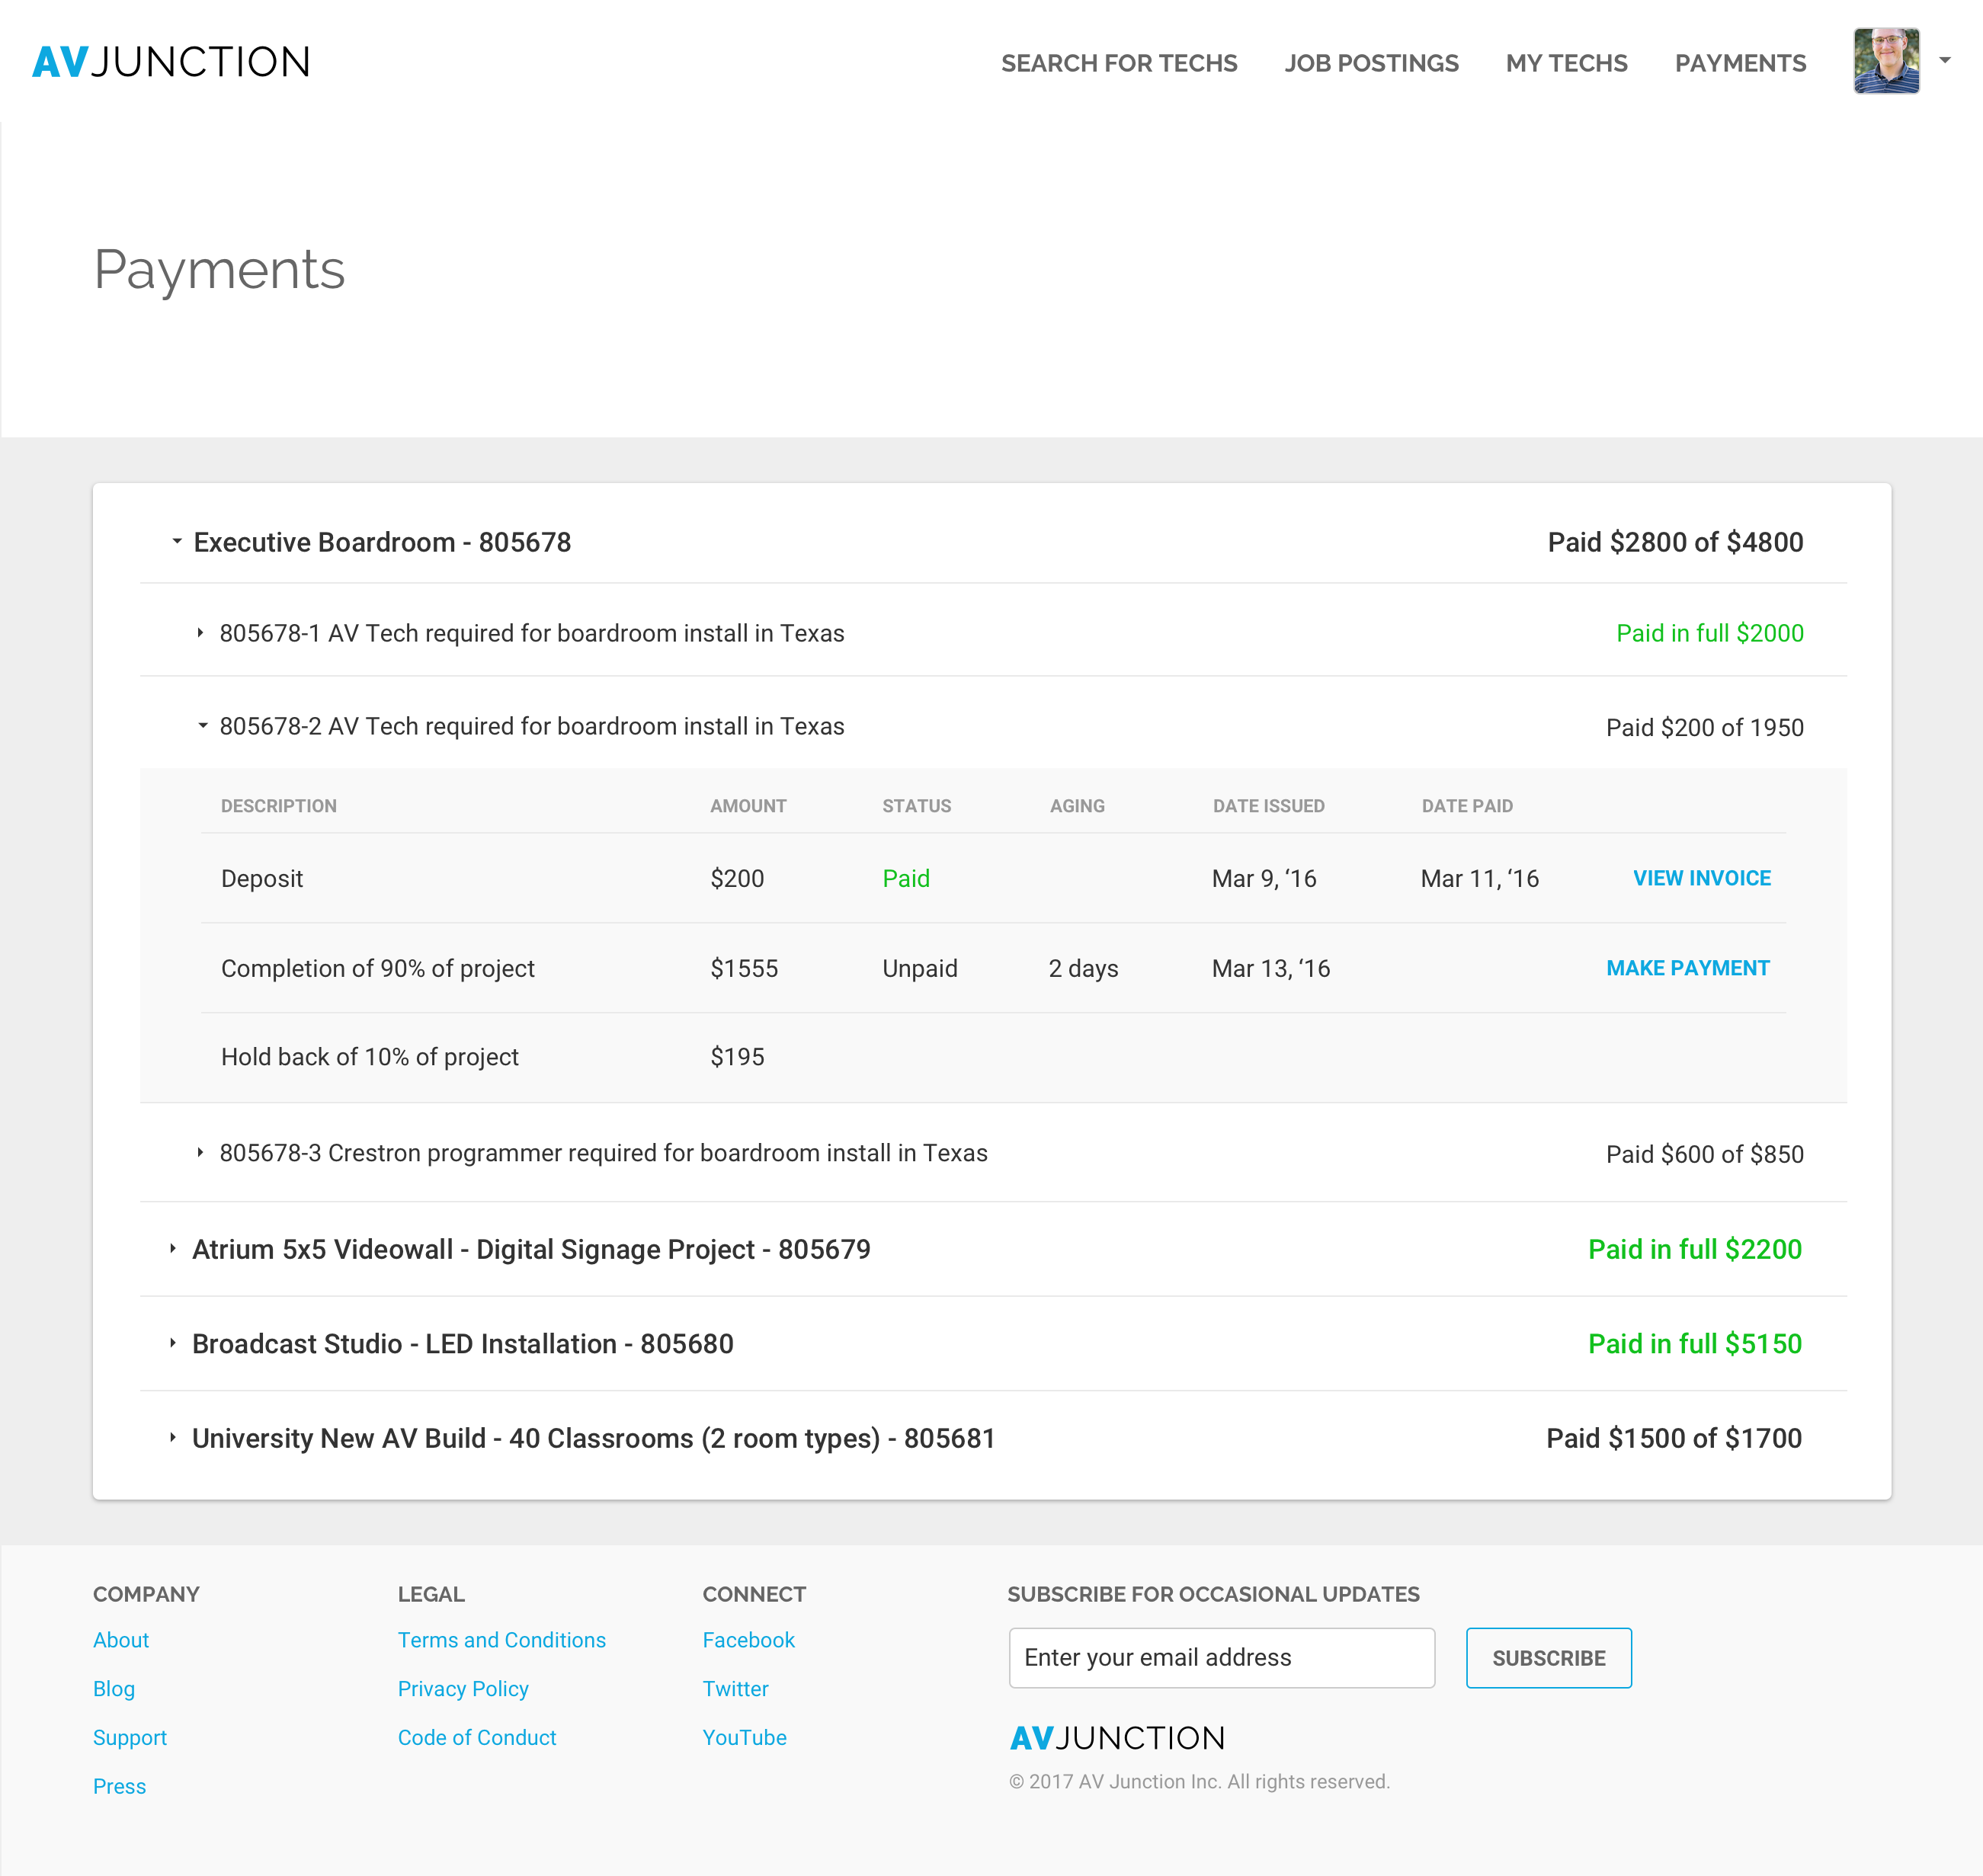 AVJUNCTION
SEARCH FOR TECHS JOB POSTINGS MY TECHS PAYMENTS
Payments
Executive Boardroom - 805678 Paid $2800 of $4800
805678-1 AV Tech required for boardroom install in Texas Paid in full $2000
805678-2 AV Tech required for boardroom install in Texas Paid $200 of 1950
DESCRIPTION AMOUNT STATUS AGING DATE ISSUED DATE PAID
Deposit $200 Paid Mar 9, ‘16 Mar 11, ‘16 VIEW INVOICE
Completion of 90% of project $1555 Unpaid 2 days Mar 13, ‘16 MAKE PAYMENT
Hold back of 10% of project $195
805678-3 Crestron programmer required for boardroom install in Texas Paid $600 of $850
Atrium 5x5 Videowall - Digital Signage Project - 805679 Paid in full $2200
Broadcast Studio - LED Installation - 805680 Paid in full $5150
University New AV Build - 40 Classrooms (2 room types) - 805681 Paid $1500 of $1700
COMPANY LEGAL CONNECT SUBSCRIBE FOR OCCASIONAL UPDATES
About Terms and Conditions Facebook Enter your email address SUBSCRIBE
Blog Privacy Policy Twitter
Support Code of Conduct YouTube AVJUNCTION
Press © 2017 AV Junction Inc. All rights reserved.